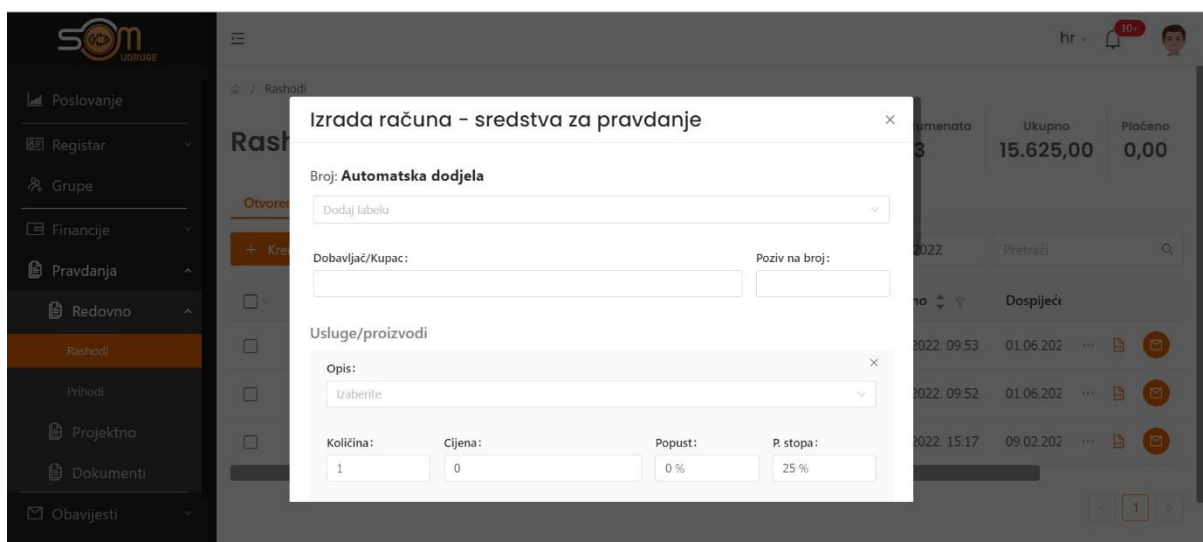 SOM
UDRUGE
hr
10+
Poslovanje
Registar
Grupe
Financije
Pravdanja
Redovno
Rashodi
Prihodi
Projektno
Dokumenti
Obavijesti
/ Rashodi
Rash
umenata
3
Ukupno
15.625,00
Plaćeno
0,00
Otvoren
+ Krei
2022
Pretraži
no
Dospijeće
2022. 09:53 01.06.202 ...
2022. 09:52 01.06.202 ...
2022. 15:17 09.02.202 ...
< 1 >
Izrada računa - sredstva za pravdanje
Broj: Automatska dodjela
Dodaj labelu
Dobavljač/Kupac:
Poziv na broj:
Usluge/proizvodi
Opis:
Izaberite
Količina: Cijena: Popust: P. stopa:
1 0 0 % 25 %